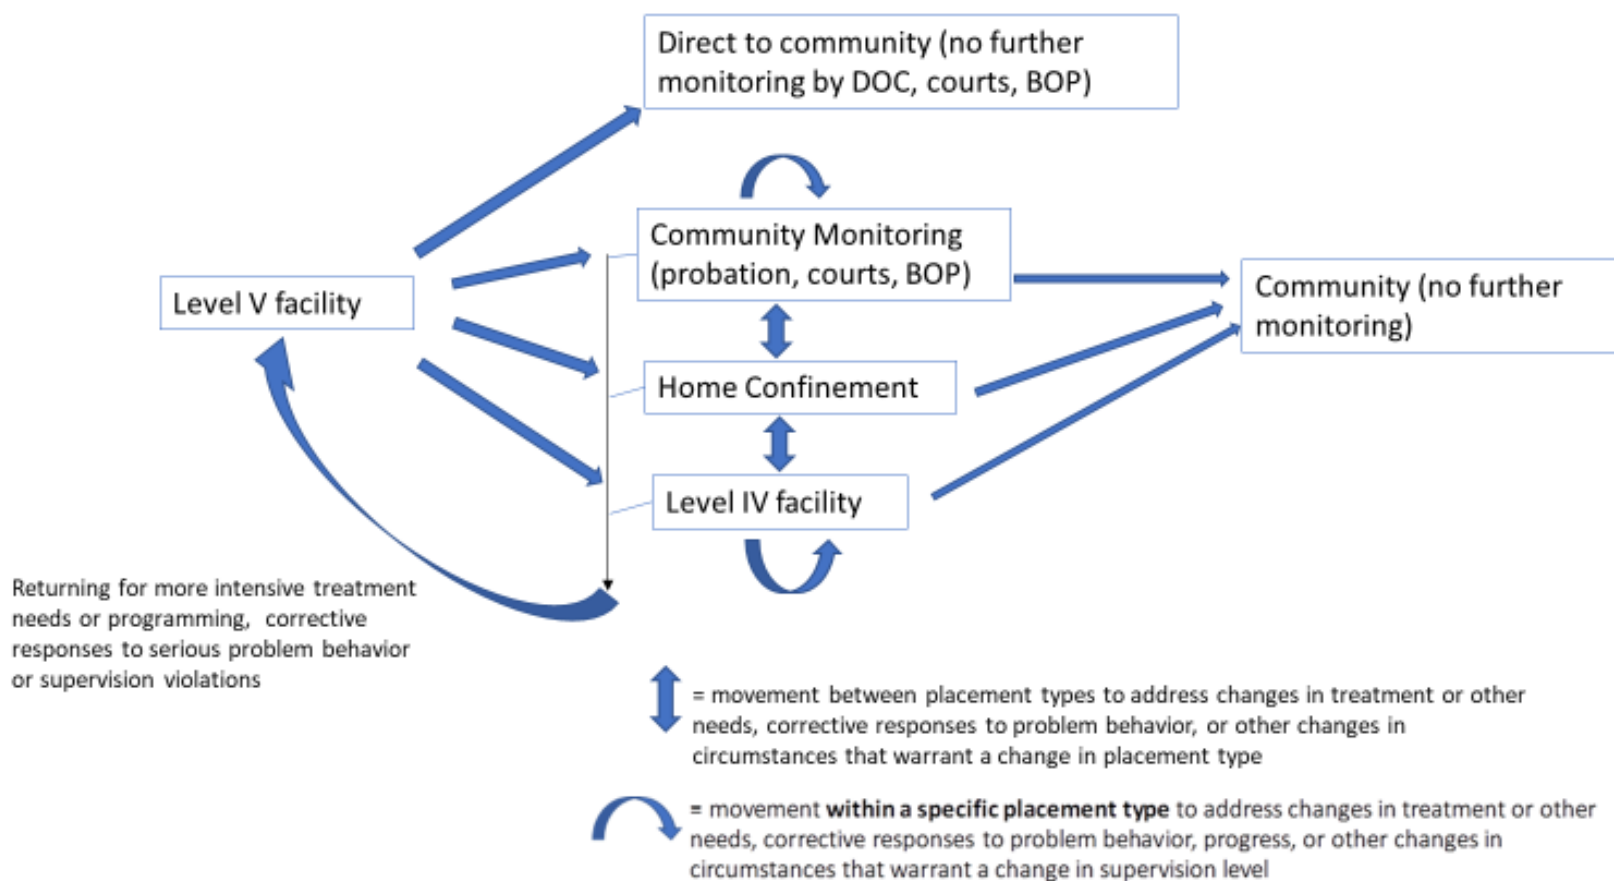 Direct to community (no further
monitoring by DOC, courts, BOP)
Community Monitoring
(probation, courts, BOP)
Level V facility
Community (no further
monitoring)
Home Confinement
Level IV facility
Returning for more intensive treatment
needs or programming, corrective
responses to serious problem behavior
or supervision violations
= movement between placement types to address changes in treatment or other
needs, corrective responses to problem behavior, or other changes in
circumstances that warrant a change in placement type
= movement within a specific placement type to address changes in treatment or other
needs, corrective responses to problem behavior, progress, or other changes in
circumstances that warrant a change in supervision level